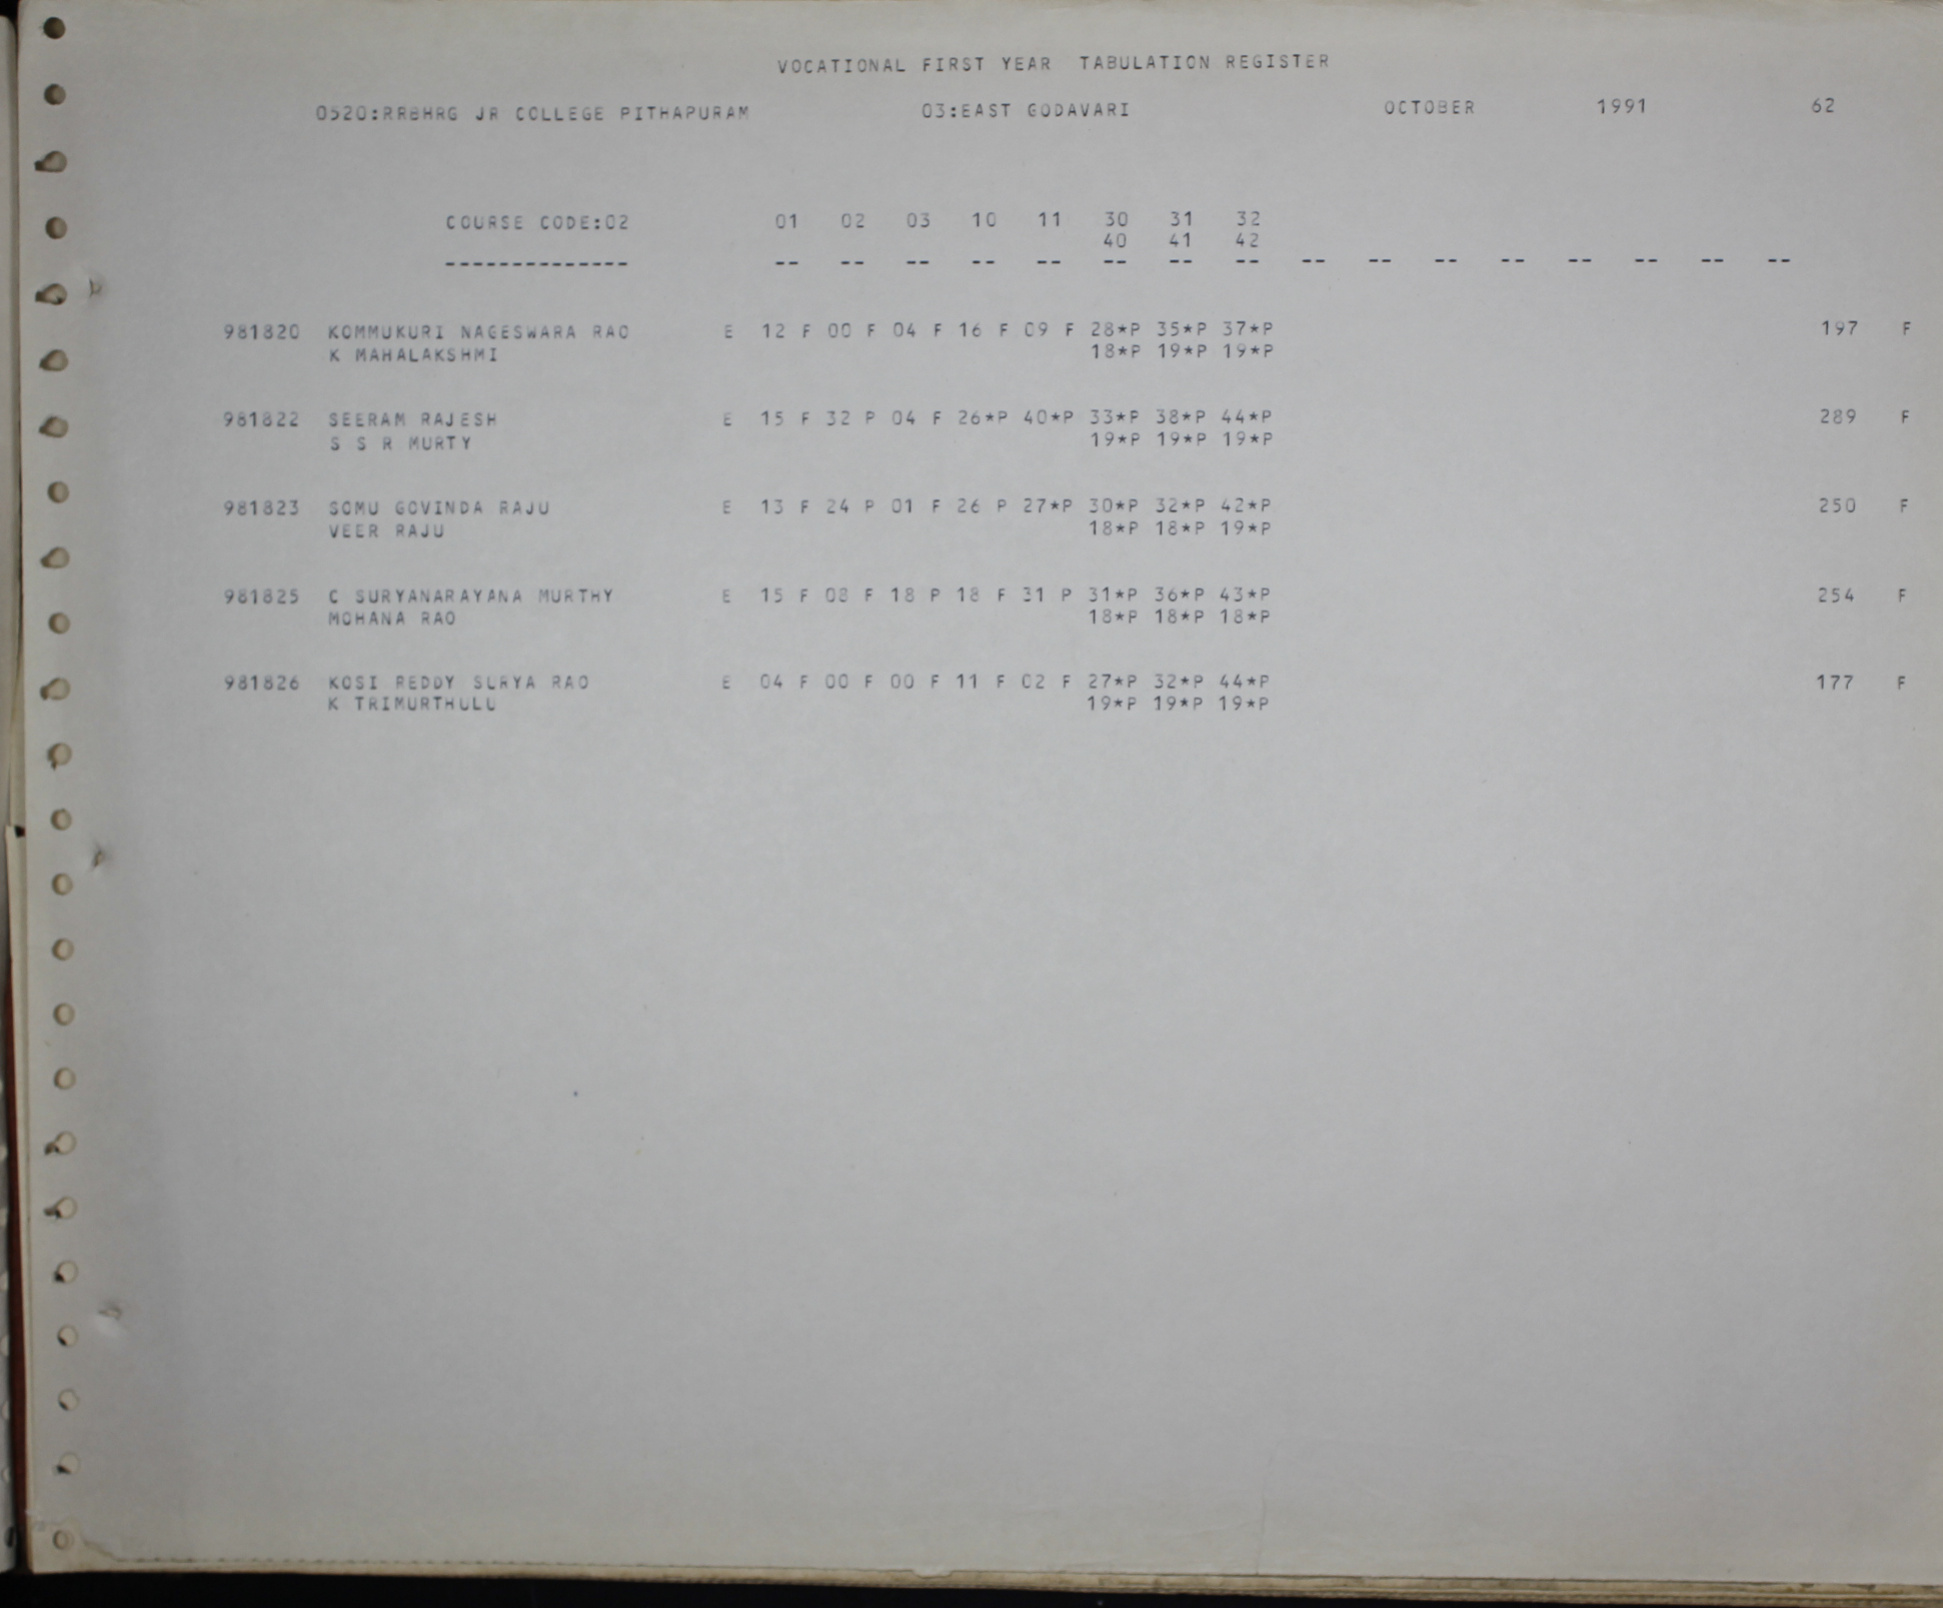 VOCATIONAL FIRST YEAR TABULATION REGISTER
0520:RRBHRG JR COLLEGE PITHAPURAM 03:EAST GODAVARI OCTOBER 1991 62
COURSE CODE:02 01 02 03 10 11 30 31 32
40 41 42
-------------- -- -- -- -- -- -- -- -- -- -- -- -- -- -- -- --
981820 KOMMUKURI NAGESWARA RAO E 12 F 00 F 04 F 16 F 09 F 28*P 35*P 37*P 197 F
K MAHALAKSHMI 18*P 19*P 19*P
981822 SEERAM RAJESH E 15 F 32 P 04 F 26*P 40*P 33*P 38*P 44*P 289 F
S S R MURTY 19*P 19*P 19*P
981823 SOMU GOVINDA RAJU E 13 F 24 P 01 F 26 P 27*P 30*P 32*P 42*P 250 F
VEER RAJU 18*P 18*P 19*P
981825 C SURYANARAYANA MURTHY E 15 F 08 F 18 P 18 F 31 P 31*P 36*P 43*P 254 F
MOHANA RAO 18*P 18*P 18*P
981826 KOSI REDDY SURYA RAO E 04 F 00 F 00 F 11 F 02 F 27*P 32*P 44*P 177 F
K TRIMURTHULU 19*P 19*P 19*P